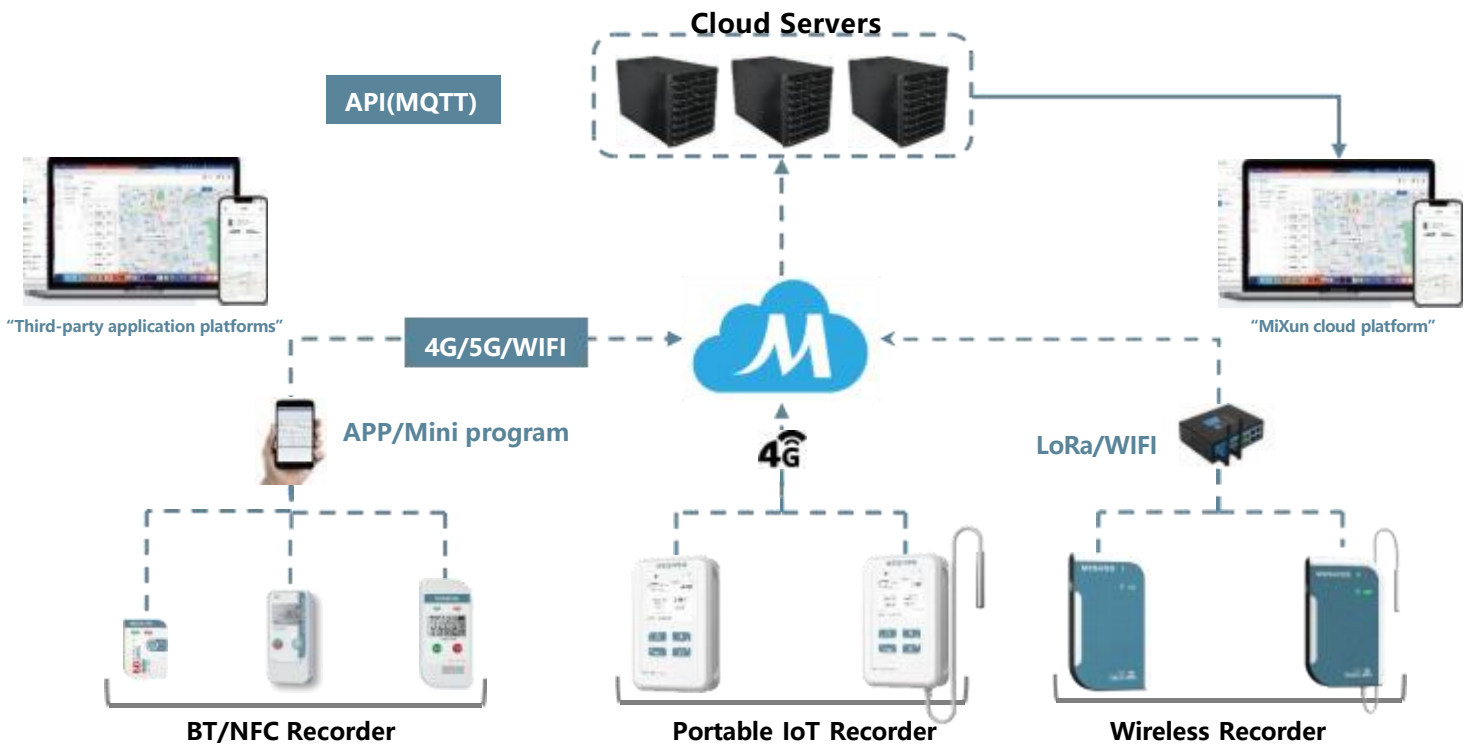 Cloud Servers
API(MQTT)
“Third-party application platforms”
“MiXun cloud platform”
4G/5G/WIFI
M
APP/Mini program
4G
LoRa/WIFI
BT/NFC Recorder
Portable IoT Recorder
Wireless Recorder